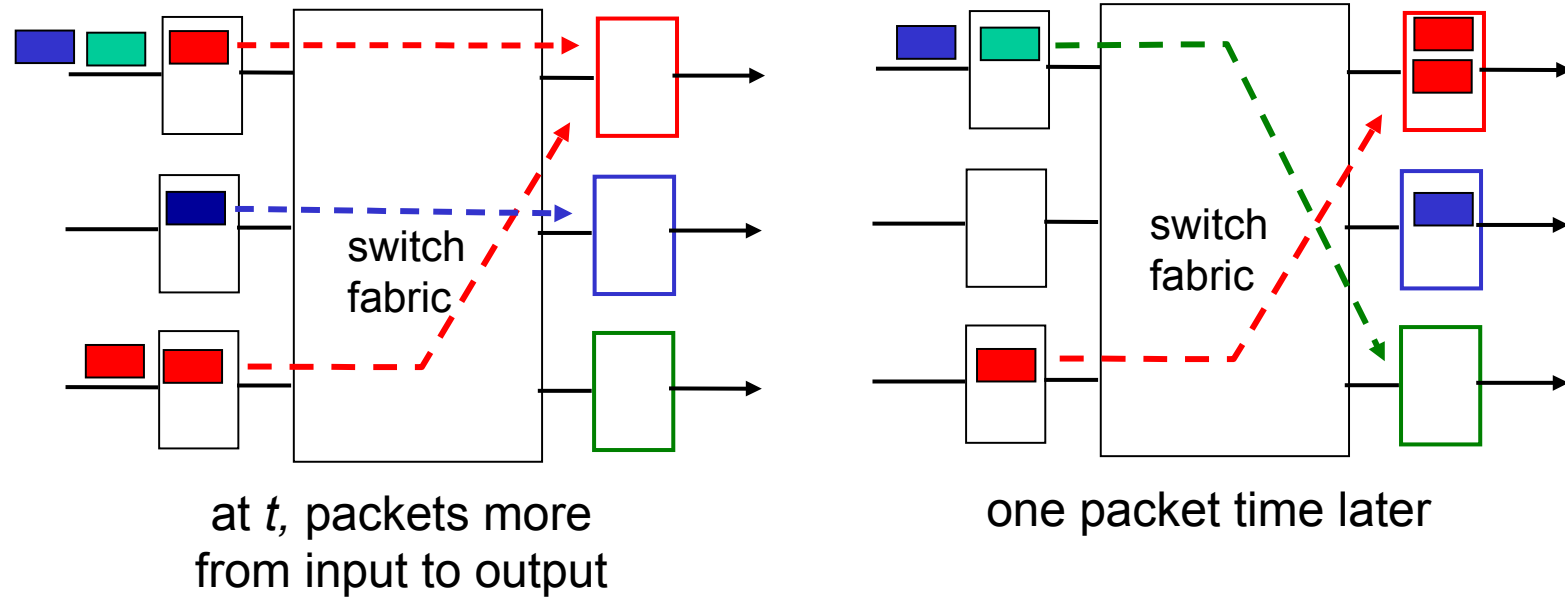 switch
fabric
at t, packets more
from input to output
switch
fabric
one packet time later